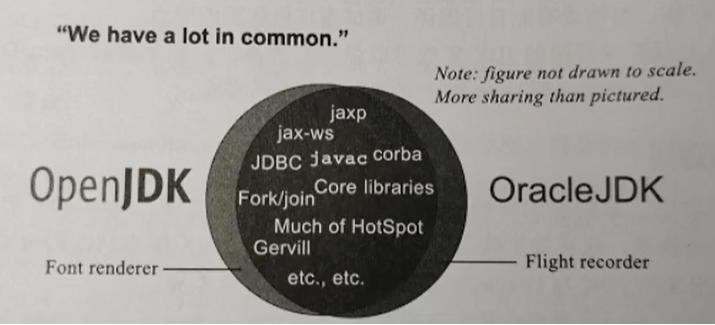 “We have a lot in common.”
Note: figure not drawn to scale.
More sharing than pictured.
jaxp
jax-ws
JDBC javac corba
Fork/join Core libraries
Much of HotSpot
Gervill
etc., etc.
OpenJDK
OracleJDK
Font renderer
Flight recorder